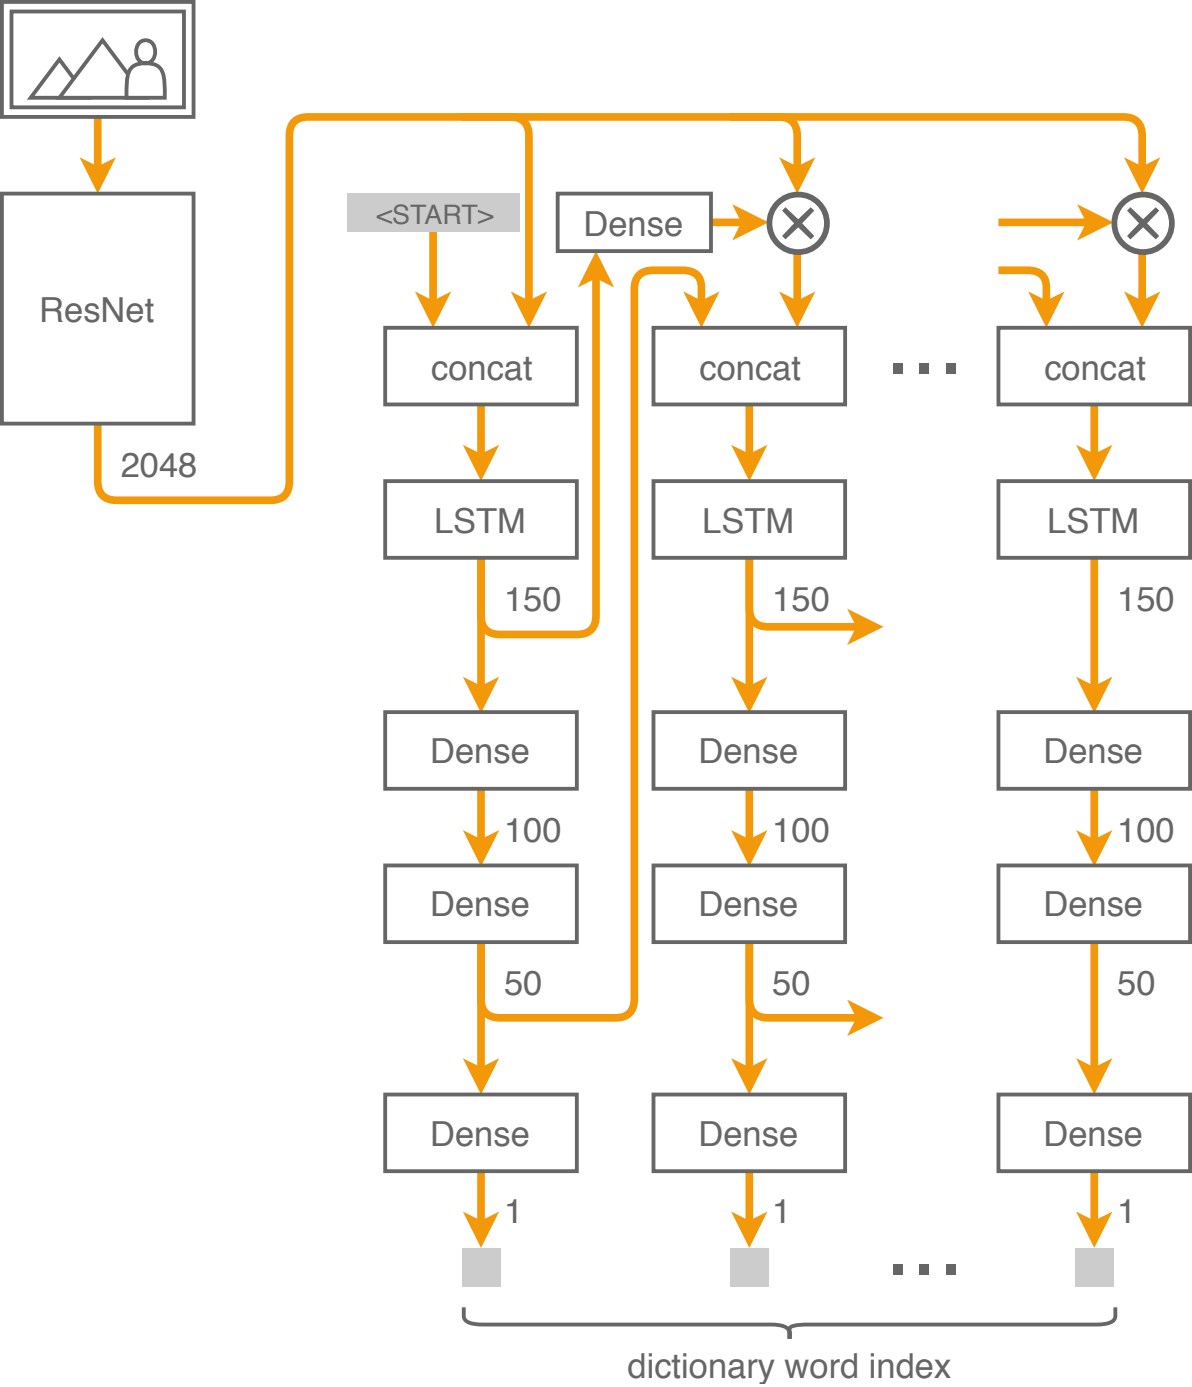 <START>
Dense
ResNet
concat
concat
concat
2048
LSTM
LSTM
LSTM
150
150
150
Dense
Dense
Dense
100
100
100
Dense
Dense
Dense
50
50
50
Dense
Dense
Dense
1
1
1
dictionary word index